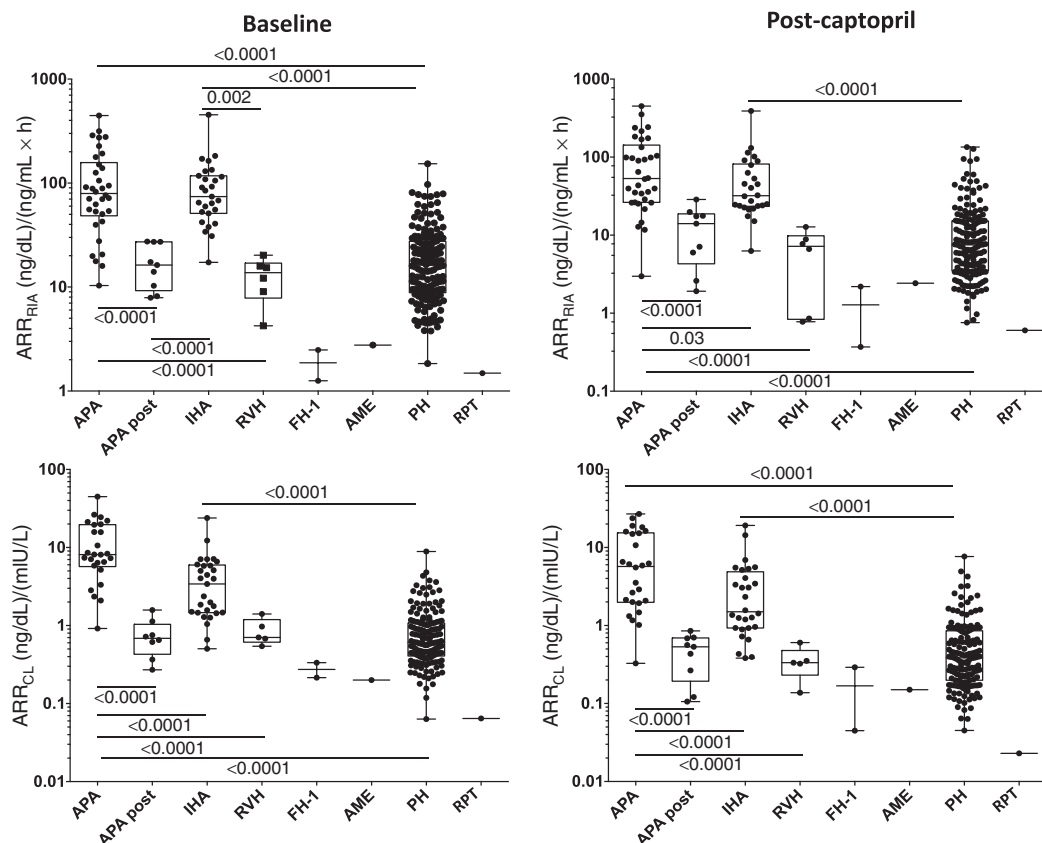 Baseline
<0.0001
<0.0001
0.002
1000
100
10
1
ARR_RIA (ng/dL)/(ng/mL × h)
<0.0001
<0.0001
<0.0001
APA
APA post
IHA
RVH
FH-1
AME
PH
RPT
Post-captopril
<0.0001
1000
100
10
1
0.1
ARR_RIA (ng/dL)/(ng/mL × h)
<0.0001
0.03
<0.0001
<0.0001
APA
APA post
IHA
RVH
FH-1
AME
PH
RPT
<0.0001
100
10
1
0.1
0.01
ARR_CL (ng/dL)/(mIU/L)
<0.0001
<0.0001
<0.0001
<0.0001
APA
APA post
IHA
RVH
FH-1
AME
PH
RPT
<0.0001
<0.0001
100
10
1
0.1
0.01
ARR_CL (ng/dL)/(mIU/L)
<0.0001
<0.0001
<0.0001
APA
APA post
IHA
RVH
FH-1
AME
PH
RPT